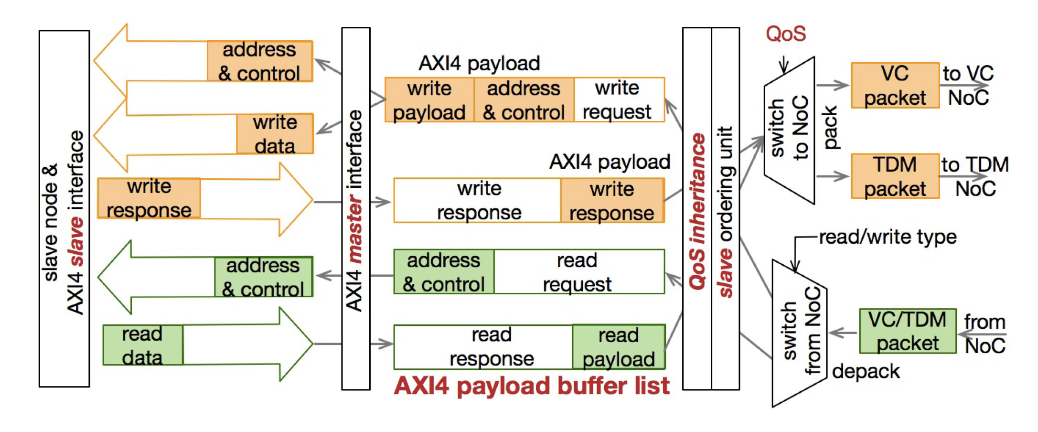 slave node &
AXI4 slave interface
address
& control
write
data
write
response
address
& control
read
data
AXI4 master interface
AXI4 payload
write
payload
address
& control
write
request
AXI4 payload
write
response
write
response
address
& control
read
request
read
response
read
payload
AXI4 payload buffer list
QoS inheritance
slave ordering unit
QoS
switch
to NoC
pack
VC
packet
to VC
NoC
TDM
packet
to TDM
NoC
read/write type
switch
from NoC
VC/TDM
packet
from
NoC
depack